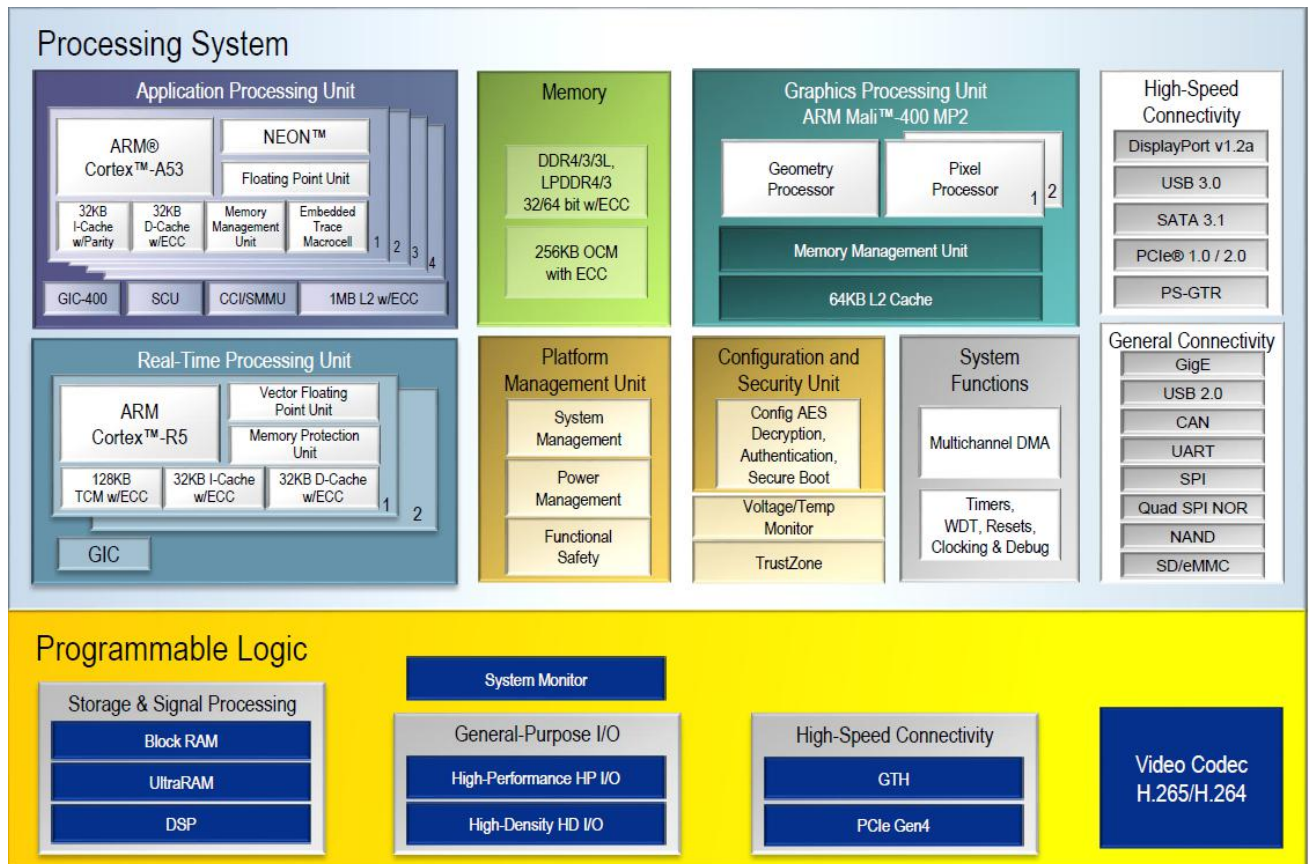 Processing System
Application Processing Unit
ARM®
Cortex™-A53
NEON™
Floating Point Unit
32KB
I-Cache
w/Parity
32KB
D-Cache
w/ECC
Memory
Management
Unit
Embedded
Trace
Macrocell
1
2
3
4
GIC-400
SCU
CCI/SMMU
1MB L2 w/ECC
Memory
DDR4/3/3L,
LPDDR4/3
32/64 bit w/ECC
256KB OCM
with ECC
Graphics Processing Unit
ARM Mali™-400 MP2
Geometry
Processor
Pixel
Processor
1
2
Memory Management Unit
64KB L2 Cache
High-Speed
Connectivity
DisplayPort v1.2a
USB 3.0
SATA 3.1
PCIe® 1.0 / 2.0
PS-GTR
Real-Time Processing Unit
ARM
Cortex™-R5
Vector Floating
Point Unit
Memory Protection
Unit
128KB
TCM w/ECC
32KB I-Cache
w/ECC
32KB D-Cache
w/ECC
1
2
GIC
Platform
Management Unit
System
Management
Power
Management
Functional
Safety
Configuration and
Security Unit
Config AES
Decryption,
Authentication,
Secure Boot
Voltage/Temp
Monitor
TrustZone
System
Functions
Multichannel DMA
Timers,
WDT, Resets,
Clocking & Debug
General Connectivity
GigE
USB 2.0
CAN
UART
SPI
Quad SPI NOR
NAND
SD/eMMC
Programmable Logic
Storage & Signal Processing
Block RAM
UltraRAM
DSP
System Monitor
General-Purpose I/O
High-Performance HP I/O
High-Density HD I/O
High-Speed Connectivity
GTH
PCIe Gen4
Video Codec
H.265/H.264